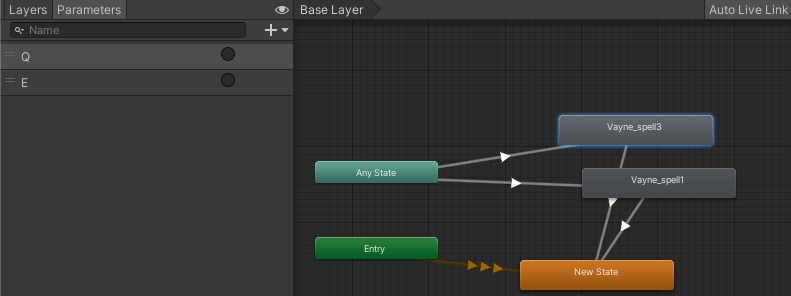 Layers Parameters
Base Layer
Auto Live Link
Name
Q
E
Vayne_spell3
Any State
Vayne_spell1
Entry
New State